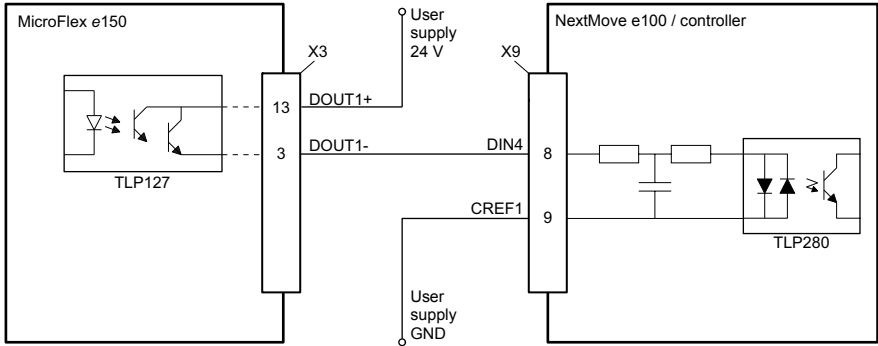 MicroFlex e150
User
supply
24 V
NextMove e100 / controller
X3
X9
13
DOUT1+
3
DOUT1-
DIN4
8
TLP127
CREF1
9
TLP280
User
supply
GND